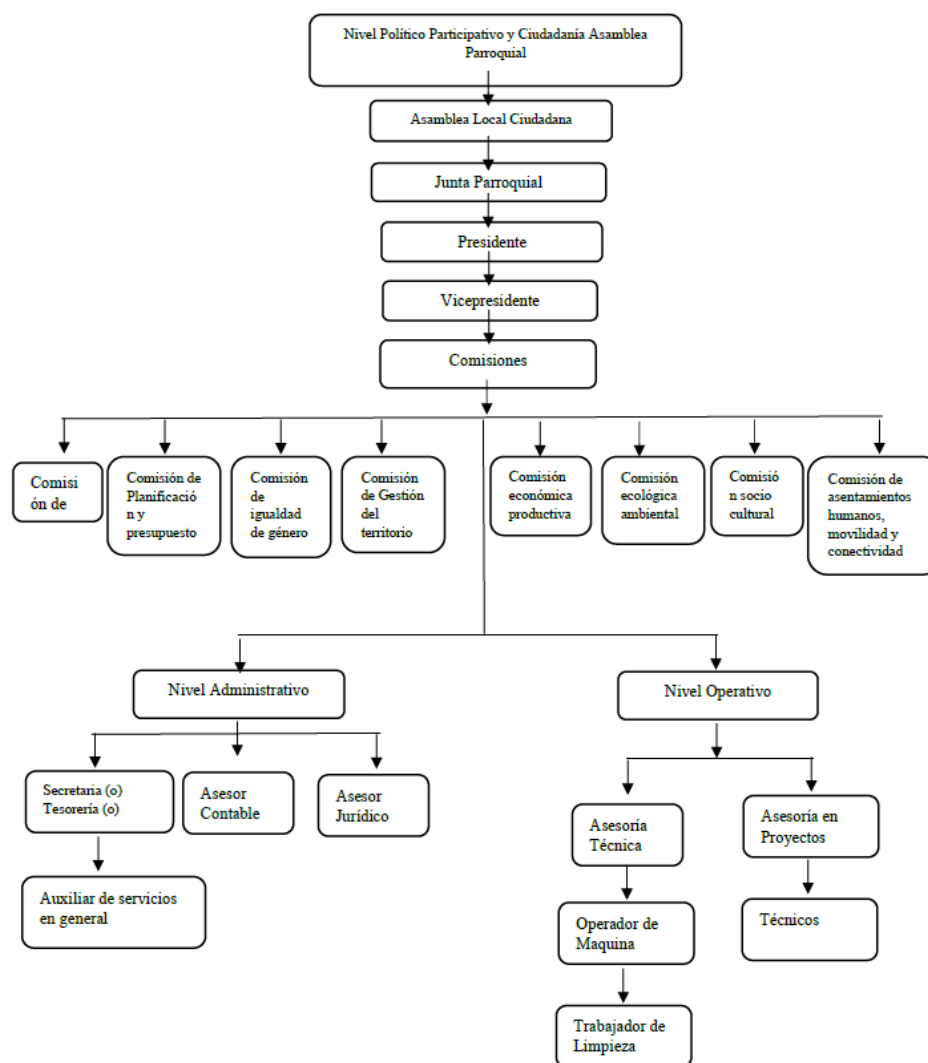 Nivel Político Participativo y Ciudadanía Asamblea
Parroquial
Asamblea Local Ciudadana
Junta Parroquial
Presidente
Vicepresidente
Comisiones
Comisi
ón de
Comisión de
Planificació
n y
presupuesto
Comisión
de
igualdad
de género
Comisión
de Gestión
del
territorio
Comisión
económica
productiva
Comisión
ecológica
ambiental
Comisió
n socio
cultural
Comisión de
asentamientos
humanos,
movilidad y
conectividad
Nivel Administrativo
Nivel Operativo
Secretaria (o)
Tesorería (o)
Asesor
Contable
Asesor
Jurídico
Asesoría
Técnica
Asesoría en
Proyectos
Auxiliar de servicios
en general
Operador de
Maquina
Técnicos
Trabajador de
Limpieza